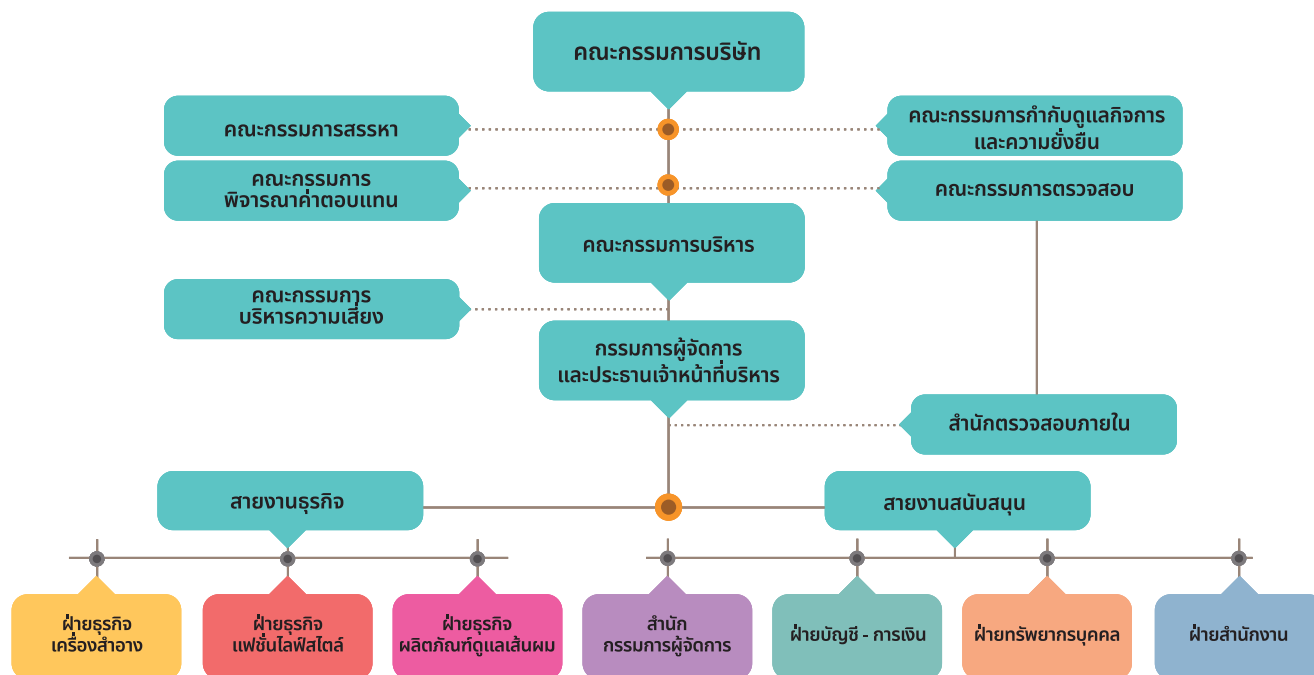 คณะกรรมการบริษัท
คณะกรรมการสรรหา
คณะกรรมการกำกับดูแลกิจการ
และความยั่งยืน
คณะกรรมการ
พิจารณาค่าตอบแทน
คณะกรรมการตรวจสอบ
คณะกรรมการบริหาร
คณะกรรมการ
บริหารความเสี่ยง
กรรมการผู้จัดการ
และประธานเจ้าหน้าที่บริหาร
สำนักตรวจสอบภายใน
สายงานธุรกิจ
สายงานสนับสนุน
ฝ่ายธุรกิจ
เครื่องสำอาง
ฝ่ายธุรกิจ
แฟชั่นไลฟ์สไตล์
ฝ่ายธุรกิจ
ผลิตภัณฑ์ดูแลเส้นผม
สำนัก
กรรมการผู้จัดการ
ฝ่ายบัญชี - การเงิน
ฝ่ายทรัพยากรบุคคล
ฝ่ายสำนักงาน